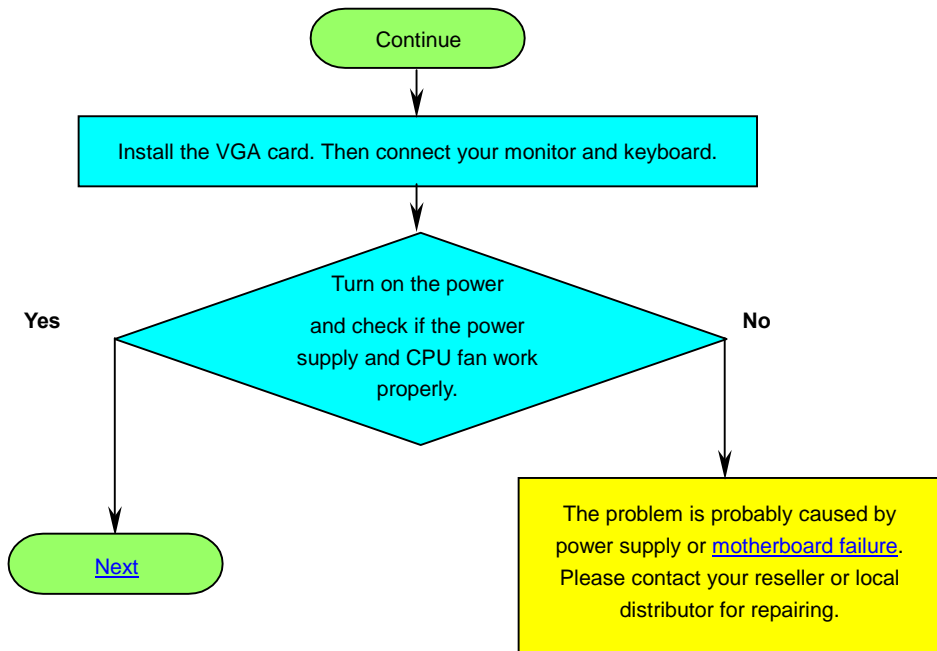 Continue
Install the VGA card. Then connect your monitor and keyboard.
Turn on the power
and check if the power
supply and CPU fan work
properly.
Yes
No
Next
The problem is probably caused by
power supply or motherboard failure.
Please contact your reseller or local
distributor for repairing.